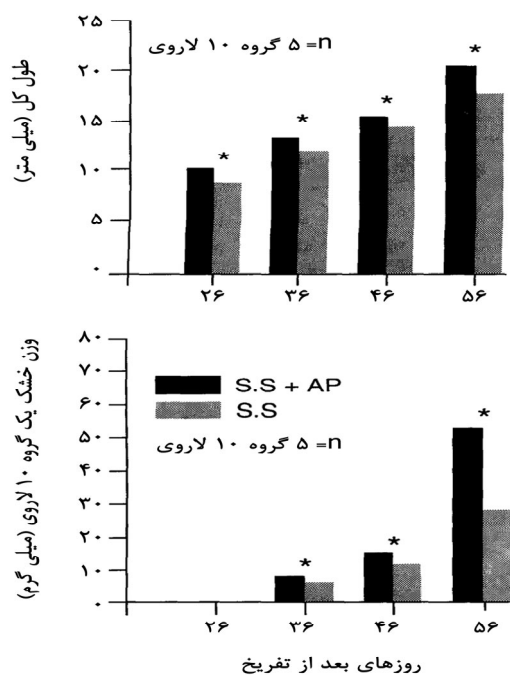 طول کل (میلی متر)
۲۵
۲۰
۱۵
۱۰
۵
۰
n= ۵ گروه ۱۰ لاروی
* * * *
۲۶ ۳۶ ۴۶ ۵۶
وزن خشک یک گروه ۱۰ لاروی (میلی گرم)
۸۰
۷۰
۶۰
۵۰
۴۰
۳۰
۲۰
۱۰
۰
S.S + AP
S.S
n= ۵ گروه ۱۰ لاروی
* * *
۲۶ ۳۶ ۴۶ ۵۶
روزهای بعد از تفریخ